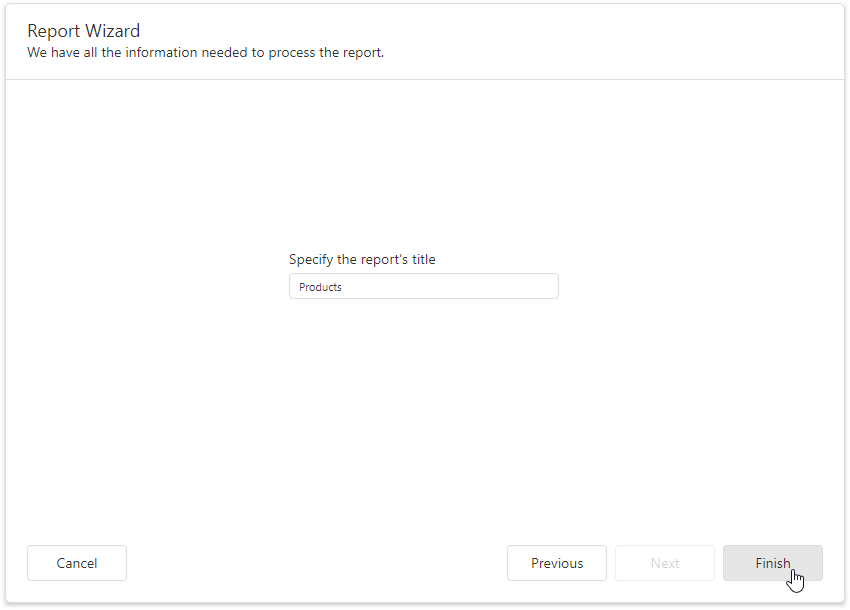 Report Wizard
We have all the information needed to process the report.
Specify the report's title
Products
Cancel
Previous
Next
Finish